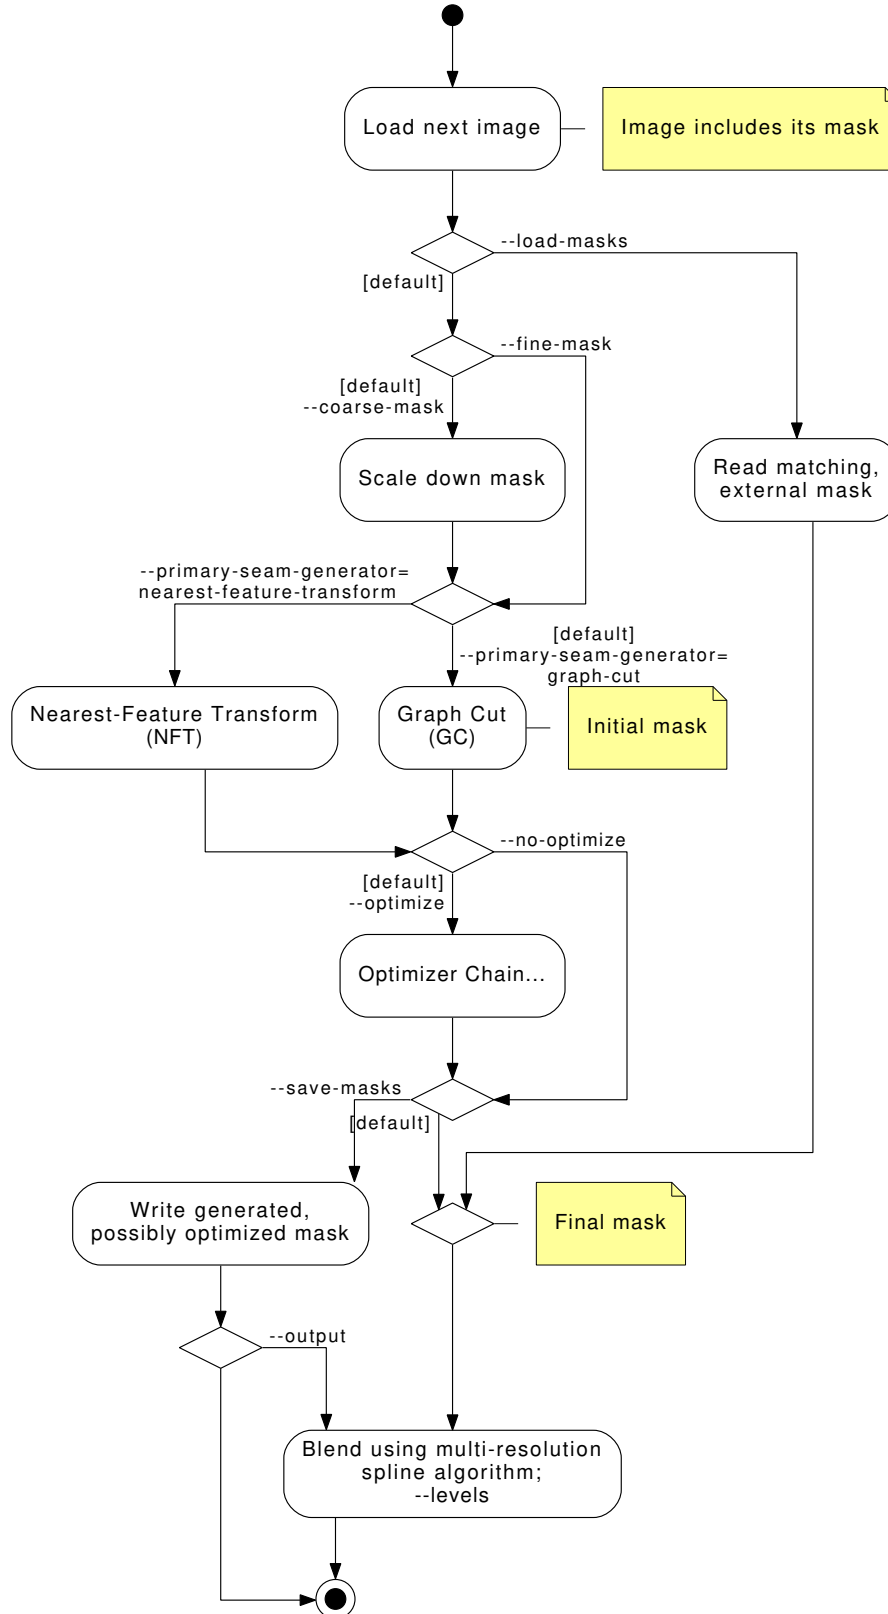 Load next image
Image includes its mask
--load-masks
[default]
--fine-mask
[default]
--coarse-mask
Scale down mask
Read matching,
external mask
--primary-seam-generator=
nearest-feature-transform
[default]
--primary-seam-generator=
graph-cut
Nearest-Feature Transform
(NFT)
Graph Cut
(GC)
Initial mask
--no-optimize
[default]
--optimize
Optimizer Chain...
--save-masks
[default]
Write generated,
possibly optimized mask
Final mask
--output
Blend using multi-resolution
spline algorithm;
--levels